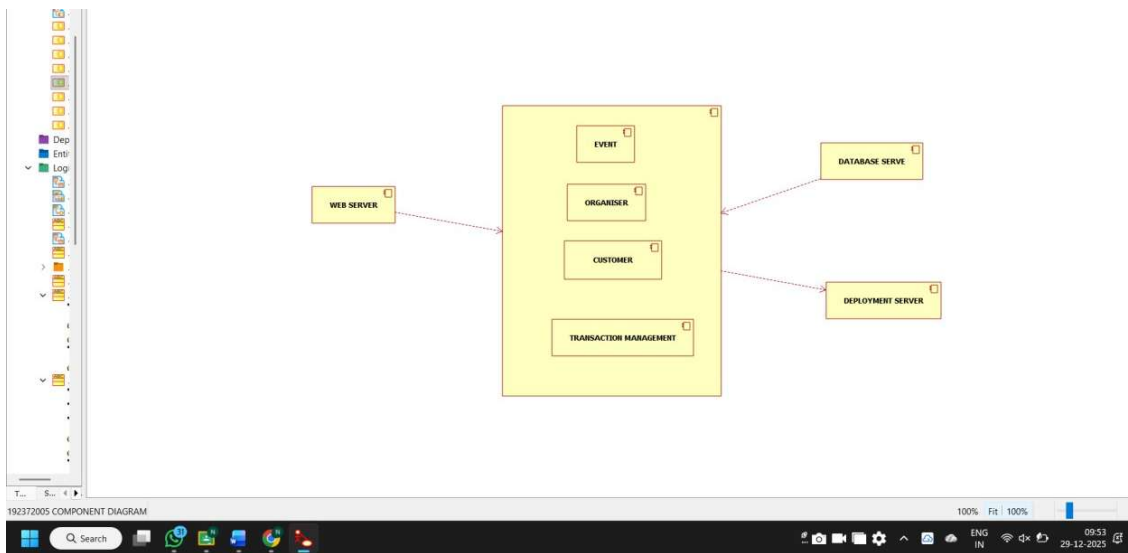 Dep
Enti
Logi
EVENT
ORGANISER
CUSTOMER
TRANSACTION MANAGEMENT
WEB SERVER
DATABASE SERVE
DEPLOYMENT SERVER
T... S...
192372005 COMPONENT DIAGRAM
100% Fit 100%
Search
31
ENG
IN
09:53
29-12-2025